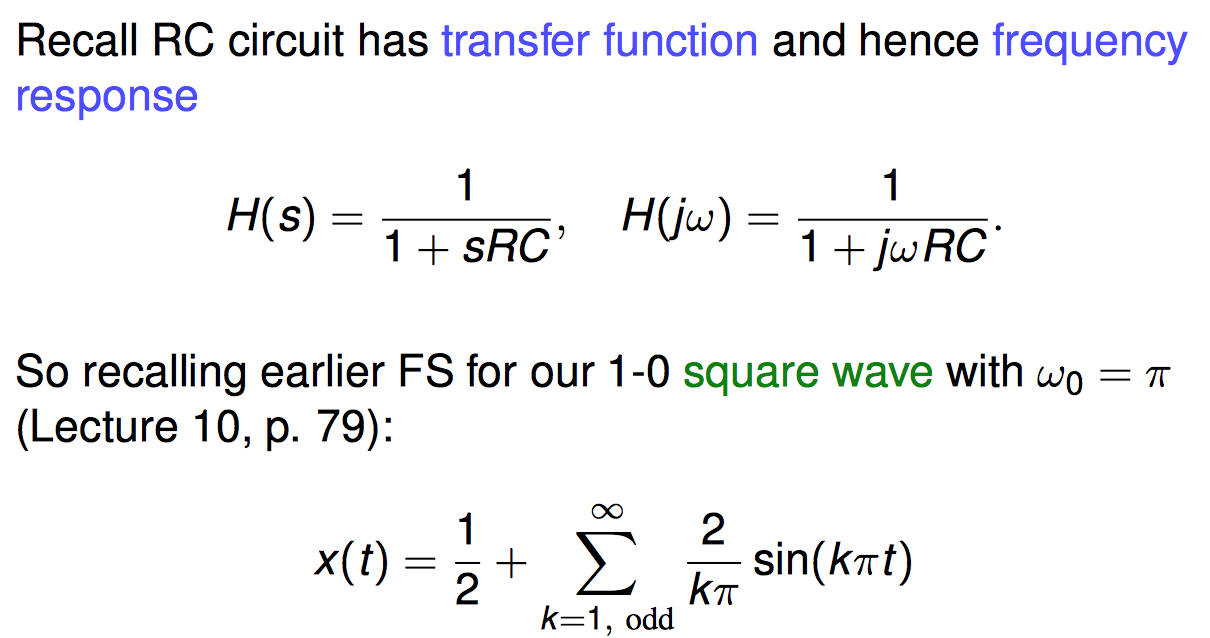 Recall RC circuit has transfer function and hence frequency
response
H(s) = 1/(1 + sRC), H(jω) = 1/(1 + jωRC).
So recalling earlier FS for our 1-0 square wave with ω₀ = π
(Lecture 10, p. 79):
x(t) = 1/2 + ∑_{k=1, odd}^{∞} 2/(kπ) sin(kπt)